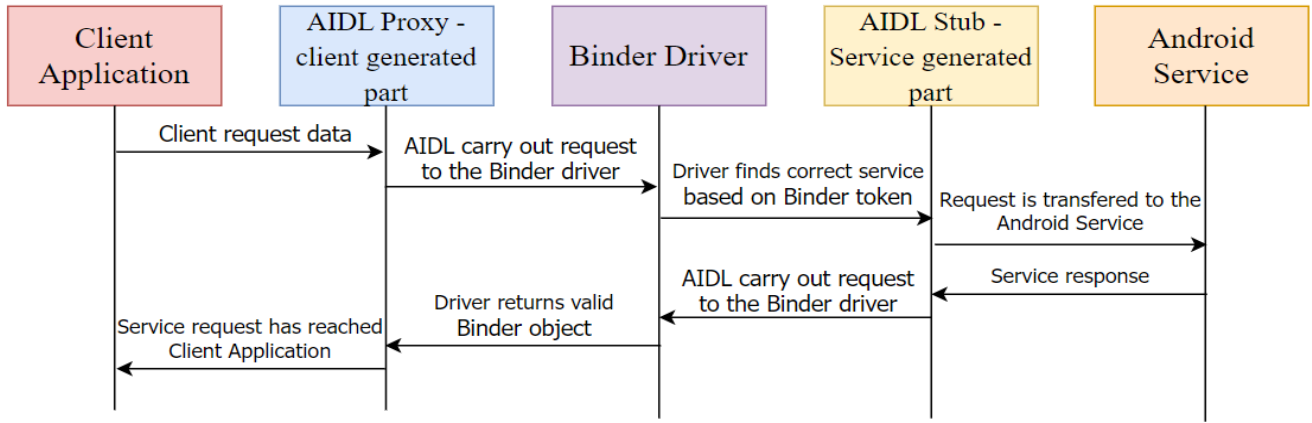 Client
Application
AIDL Proxy -
client generated
part
Binder Driver
AIDL Stub -
Service generated
part
Android
Service
Client request data
AIDL carry out request
to the Binder driver
Driver finds correct service
based on Binder token
Request is transfered to the
Android Service
Service response
AIDL carry out request
to the Binder driver
Driver returns valid
Binder object
Service request has reached
Client Application